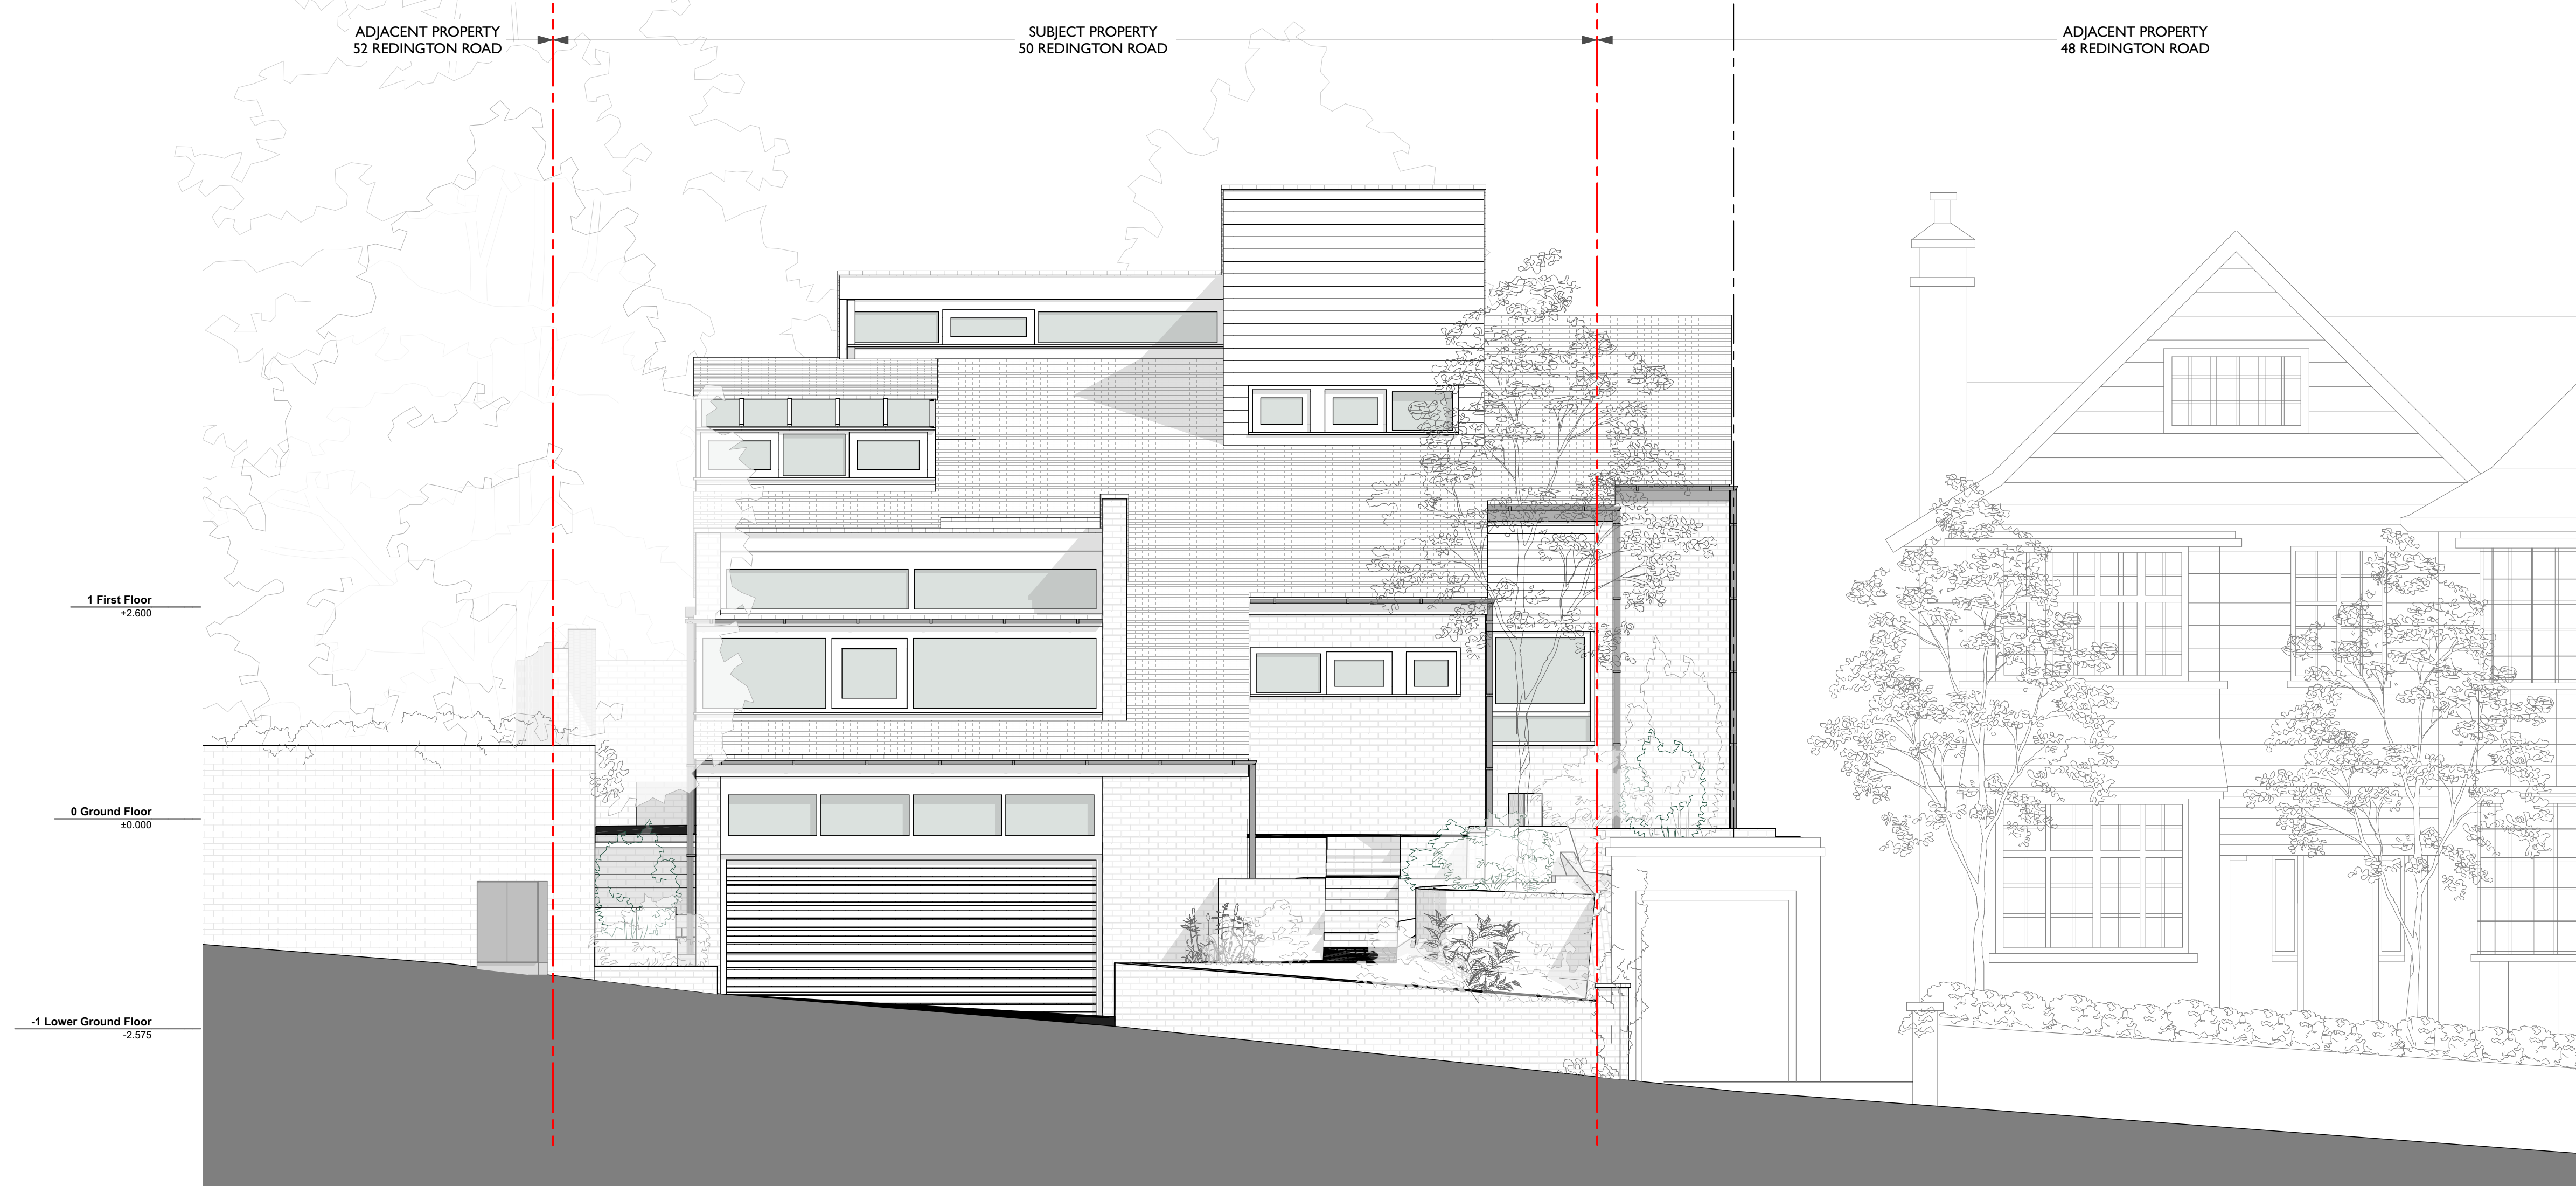 ADJACENT PROPERTY
52 REDINGTON ROAD
SUBJECT PROPERTY
50 REDINGTON ROAD
ADJACENT PROPERTY
48 REDINGTON ROAD
1 First Floor
+2.600
0 Ground Floor
±0.000
-1 Lower Ground Floor
-2.575